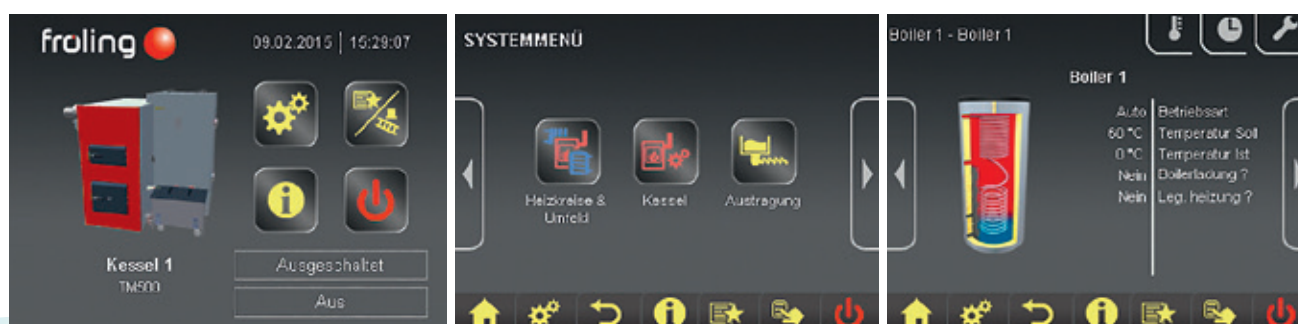 froling
09.02.2015 | 15:29:07
Kessel 1
TM500
Ausgeschaltet
Aus
SYSTEMMENÜ
Heizkreise &
Umfeld
Kessel
Austragung
Boiler 1 - Boiler 1
Boiler 1
Auto Betriebsart
60 °C Temperatur Soll
0 °C Temperatur Ist
Nein Boilerladung ?
Nein Leg. heizung ?